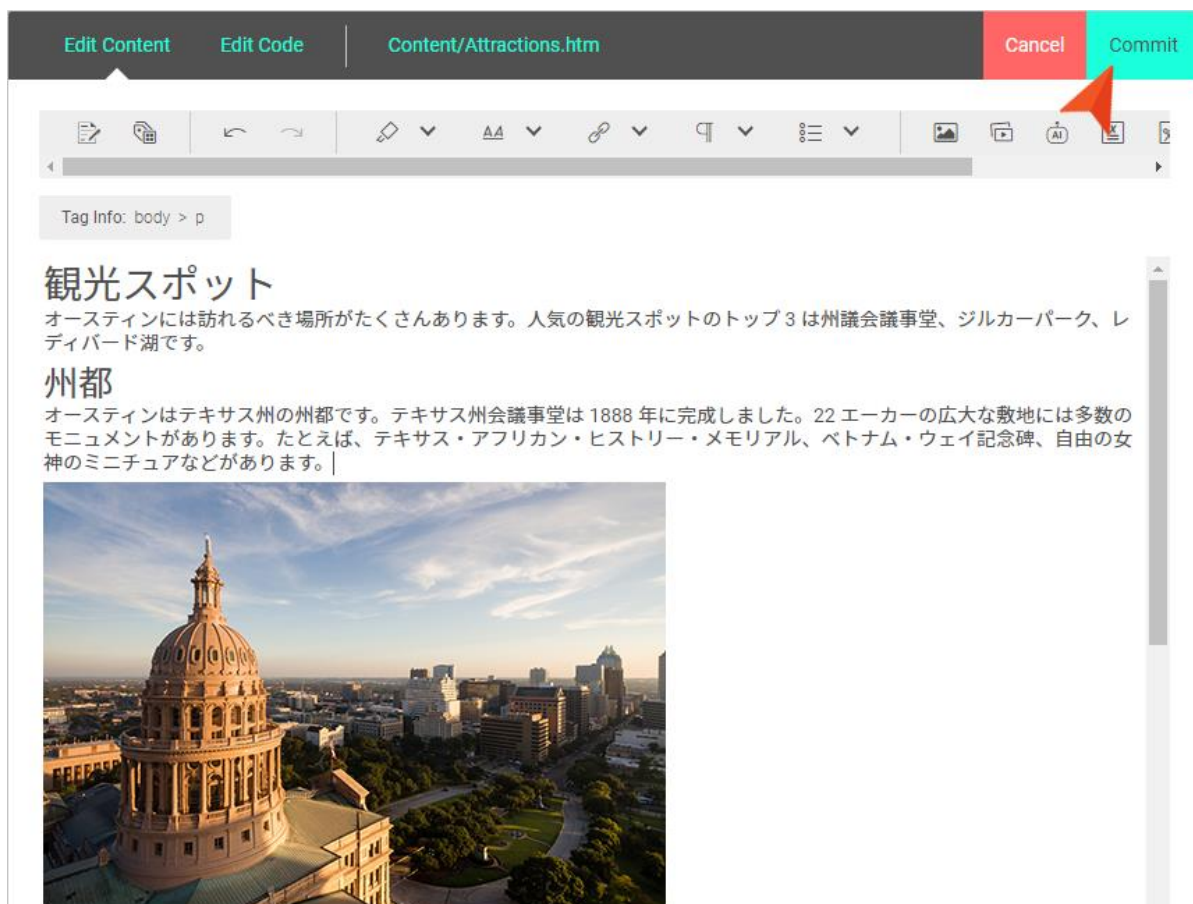 Edit Content Edit Code Content/Attractions.htm Cancel Commit
AA AI X
Tag Info: body > p
観光スポット
オースティンには訪れるべき場所がたくさんあります。人気の観光スポットのトップ 3 は州議会議事堂、ジルカーパーク、レ
ディバード湖です。
州都
オースティンはテキサス州の州都です。テキサス州会議事堂は 1888 年に完成しました。22 エーカーの広大な敷地には多数の
モニュメントがあります。たとえば、テキサス・アフリカン・ヒストリー・メモリアル、ベトナム・ウェイ記念碑、自由の女
神のミニチュアなどがあります。